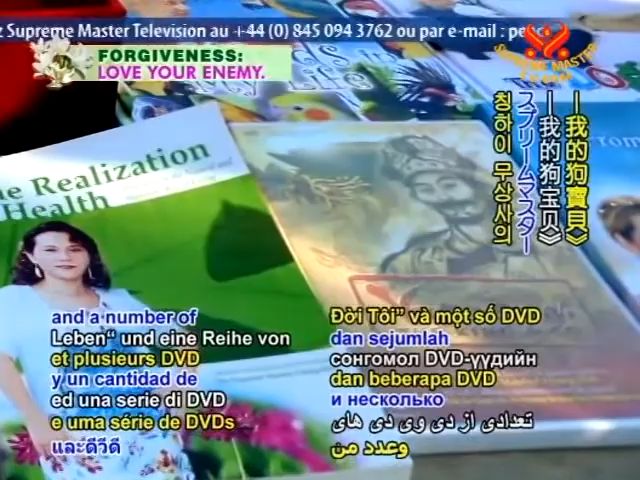 z Supreme Master Television au +44 (0) 845 094 3762 ou par e-mail : pe
FORGIVENESS:
LOVE YOUR ENEMY.
SUPREME MASTER TV
—我的狗寶貝》
—我的狗宝贝》
スプリームマスター
칭하이 무상사의
e Realization
Health
and a number of
Leben“ und eine Reihe von
et plusieurs DVD
y un cantidad de
ed una serie di DVD
e uma série de DVDs
และดีวีดี
Đời Tôi” và một số DVD
dan sejumlah
сонгомол DVD-үүдийн
dan beberapa DVD
и несколько
تعدادی از دی وی دی های
وعدد من